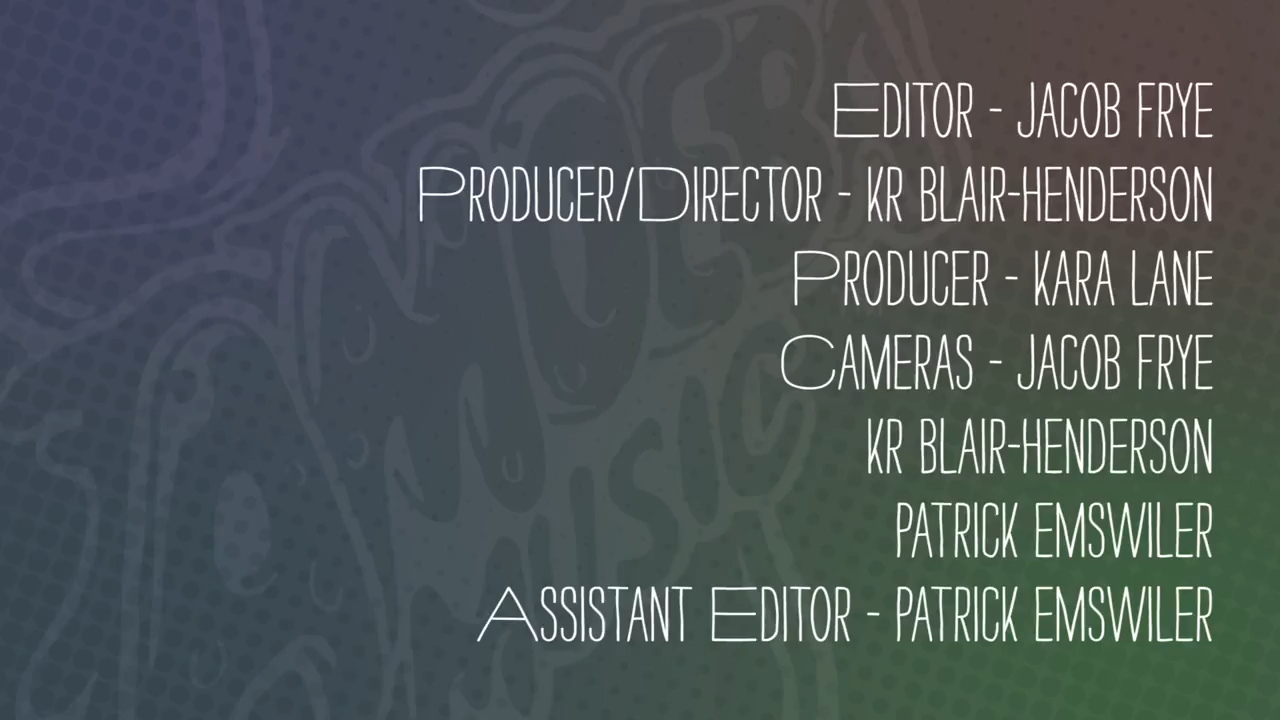 EDITOR - JACOB FRYE
PRODUCER/DIRECTOR - KR BLAIR-HENDERSON
PRODUCER - KARA LANE
CAMERAS - JACOB FRYE
KR BLAIR-HENDERSON
PATRICK EMSWILER
ASSISTANT EDITOR - PATRICK EMSWILER
MUSIC